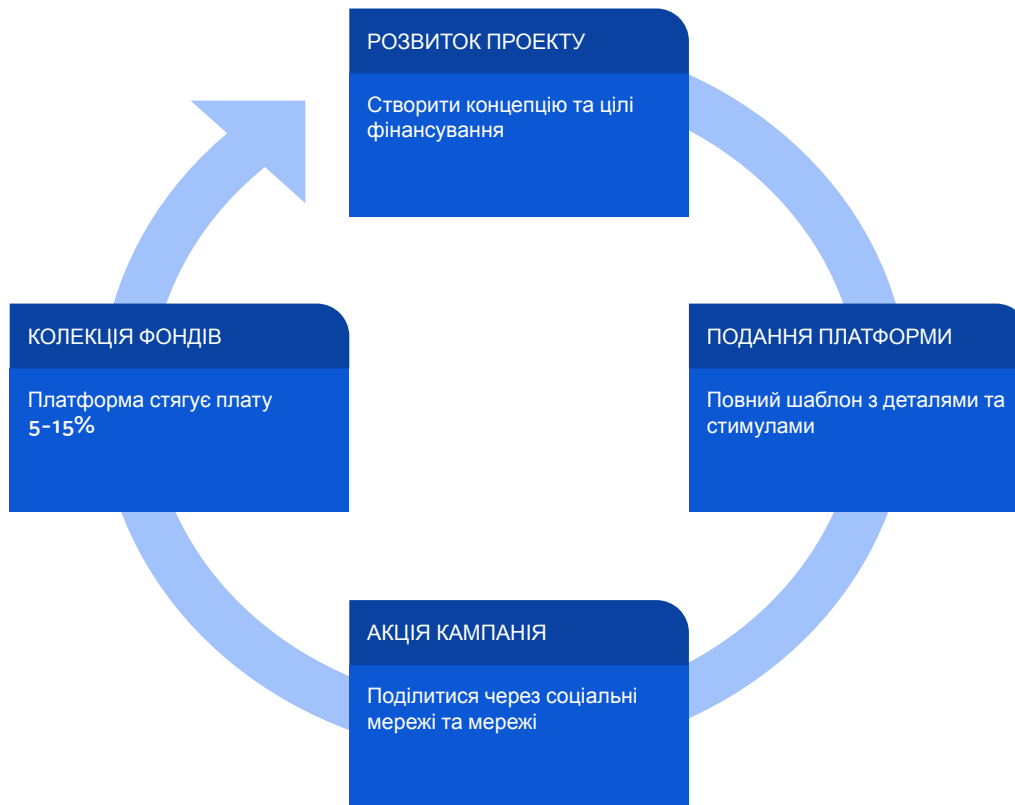 РОЗВИТОК ПРОЕКТУ
Створити концепцію та цілі
фінансування
КОЛЕКЦІЯ ФОНДІВ
Платформа стягує плату
5-15%
ПОДАННЯ ПЛАТФОРМИ
Повний шаблон з деталями та
стимулами
АКЦІЯ КАМПАНІЯ
Поділитися через соціальні
мережі та мережі